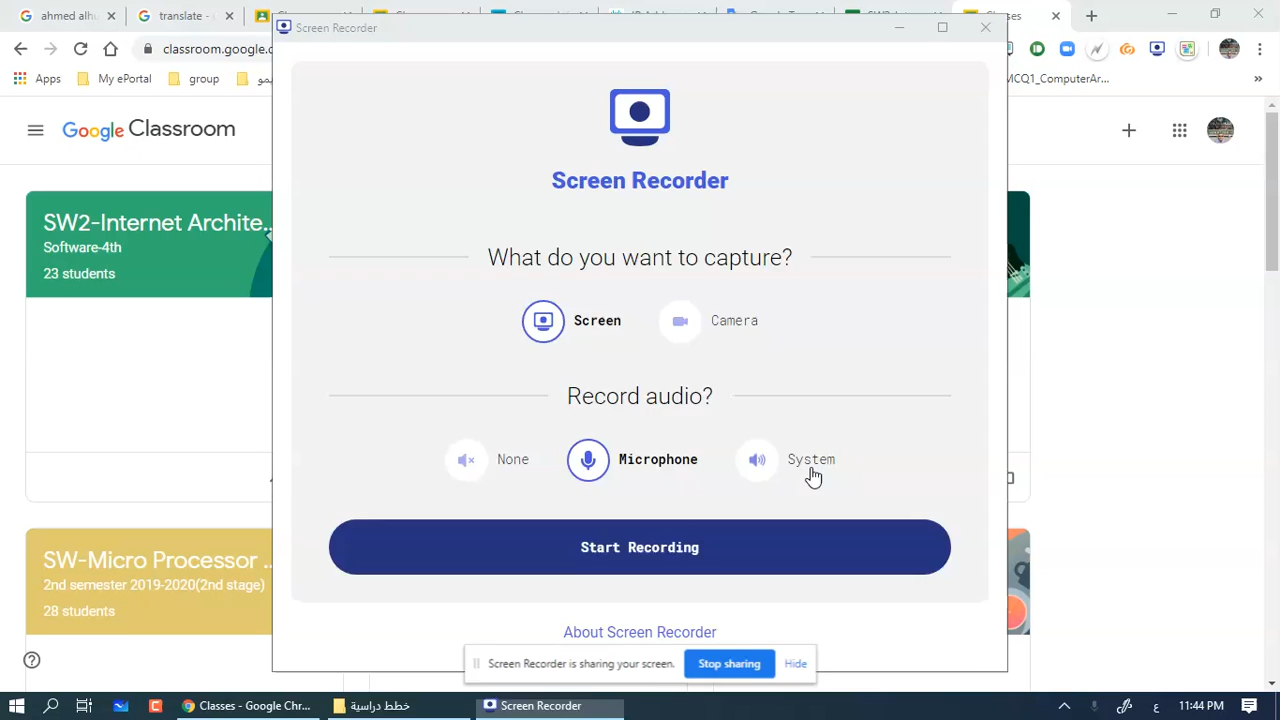 ahmed alhu
translate -
Classes
Screen Recorder
classroom.google.c
Apps
My ePortal
group
MCQ1_ComputerAr...
Google Classroom
SW2-Internet Archite...
Software-4th
23 students
Screen Recorder
What do you want to capture?
Screen
Camera
Record audio?
None
Microphone
System
Start Recording
SW-Micro Processor ...
2nd semester 2019-2020(2nd stage)
28 students
About Screen Recorder
Screen Recorder is sharing your screen.
Stop sharing
Hide
Classes - Google Chr...
خطط دراسية
Screen Recorder
ع
11:44 PM